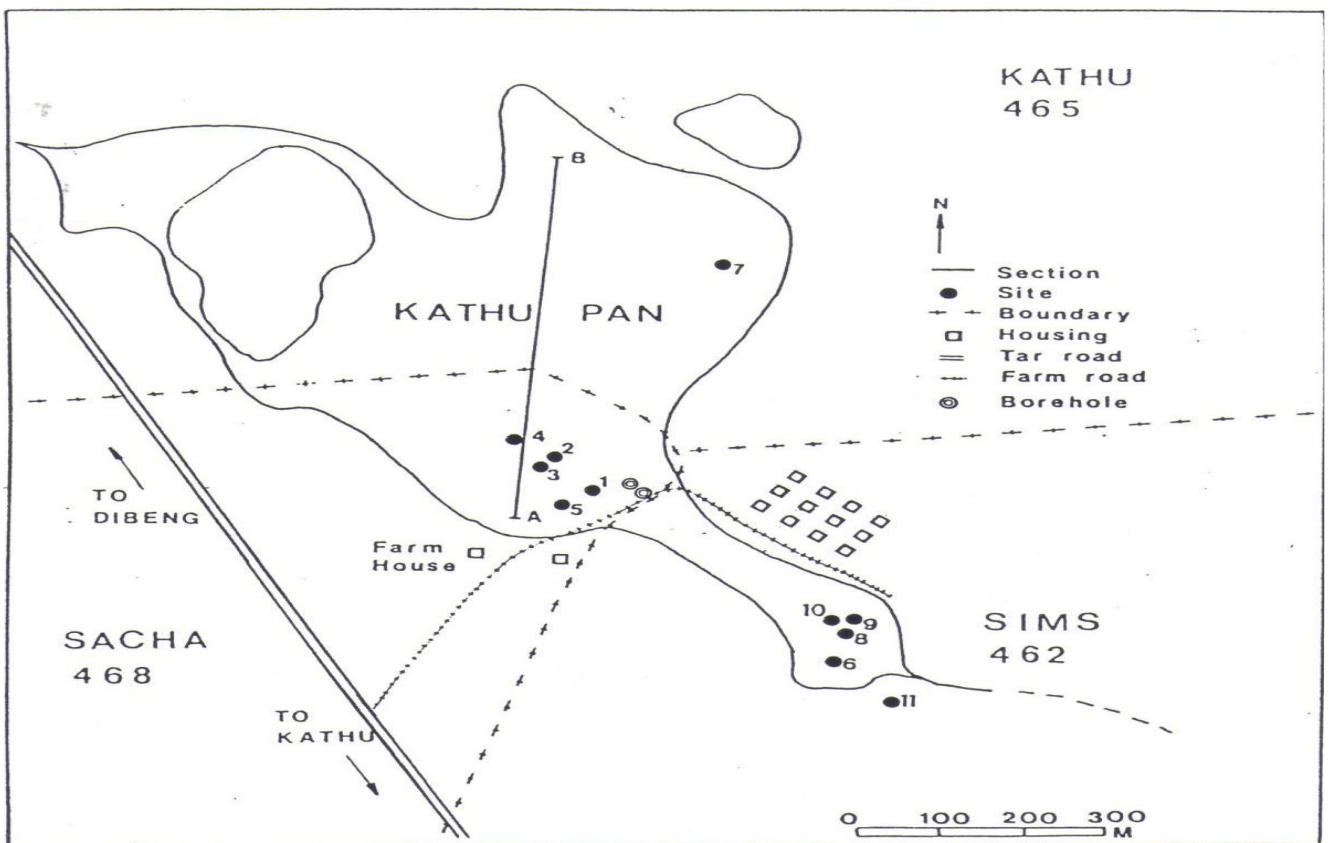 KATHU
465
B
N
Section
Site
Boundary
Housing
Tar road
Farm road
Borehole
7
KATHU PAN
4
2
3
1
5
A
TO
DIBENG
Farm
House
SACHA
468
10
9
8
6
11
SIMS
462
TO
KATHU
0 100 200 300
M